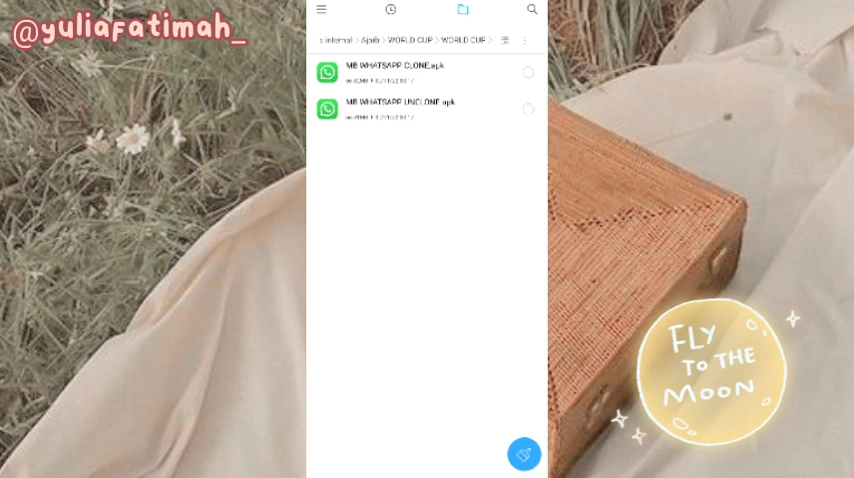 @yuliafatimah_
e internal > Ajaib > WORLD CUP > WORLD CUP >
MB WHATSAPP CLONE.apk
MB WHATSAPP UNCLONE.apk
FLY
TO THE
MOON